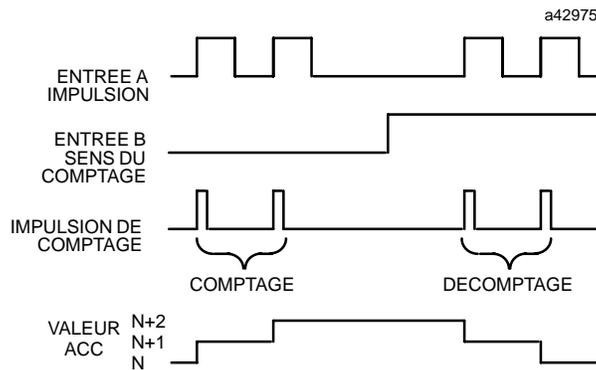 a42975
ENTREE A
IMPULSION
ENTREE B
SENS DU
COMPTAGE
IMPULSION DE
COMPTAGE
COMPTAGE
DECOMPTAGE
VALEUR
ACC
N+2
N+1
N